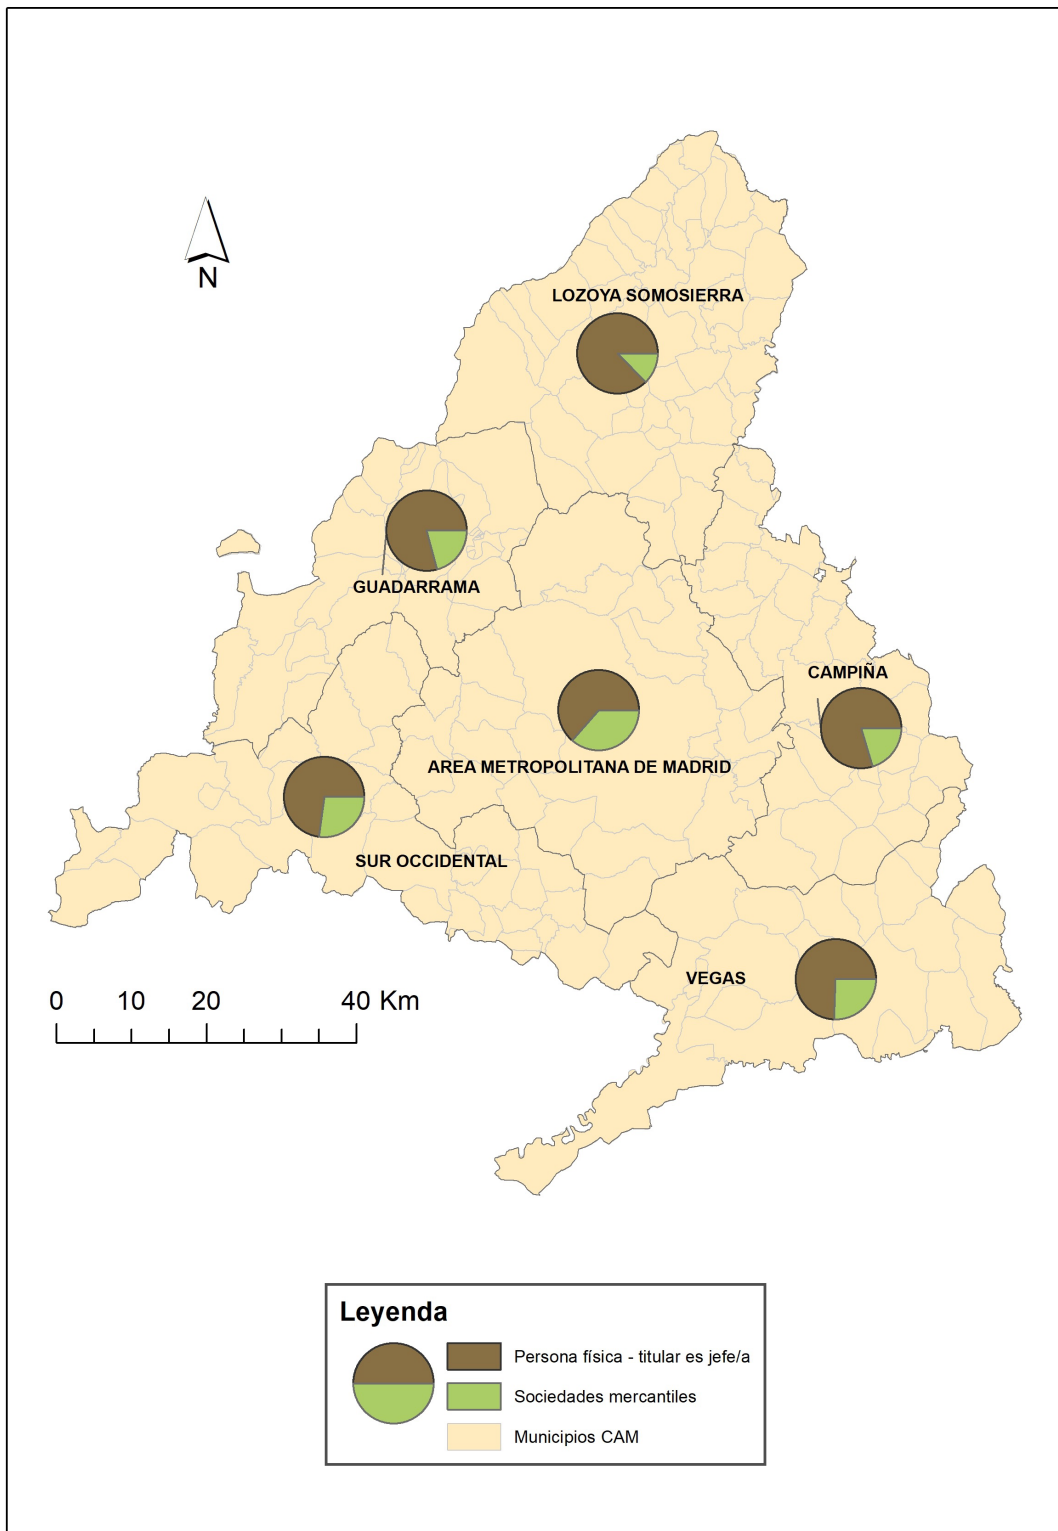 N
LOZOYA SOMOSIERRA
GUADARRAMA
CAMPIÑA
AREA METROPOLITANA DE MADRID
SUR OCCIDENTAL
VEGAS
0 10 20 40 Km
Leyenda
Persona física - titular es jefe/a
Sociedades mercantiles
Municipios CAM